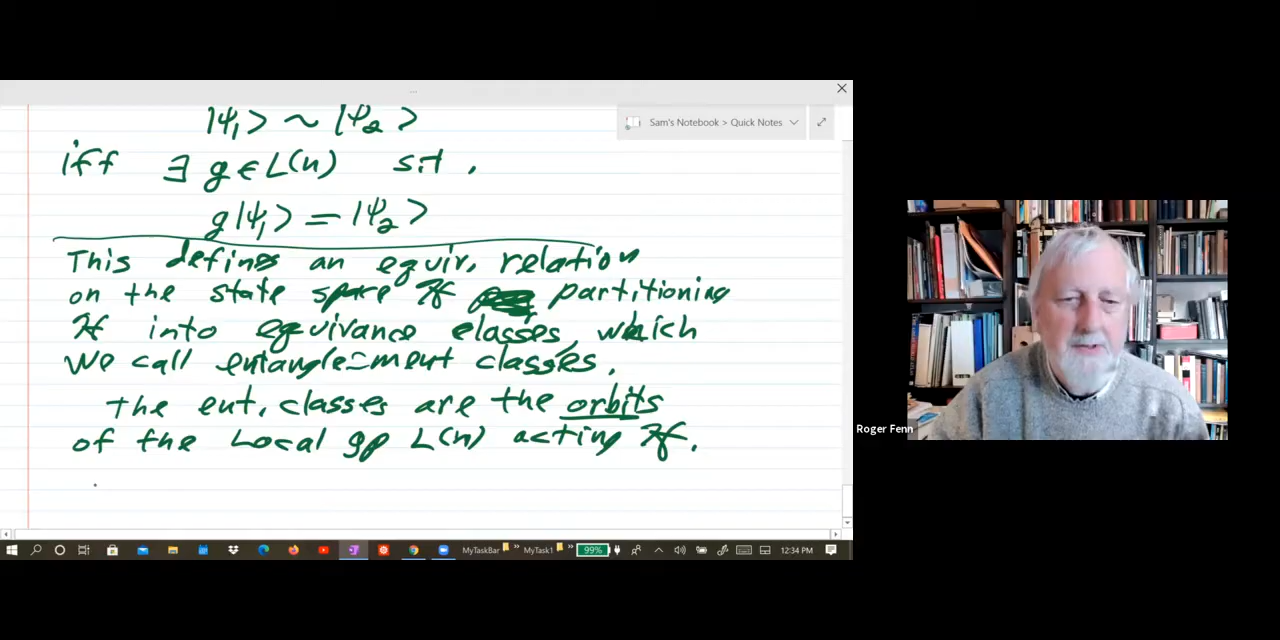 |ψ₁> ~ |ψ₂>
Sam's Notebook > Quick Notes
iff ∃ g ∈ L(n) s.t.
g|ψ₁> = |ψ₂>
This defines an equiv. relation
on the state space ℋ partitioning
ℋ into equivance classes, which
we call entangle=ment classes.
The ent. classes are the orbits
of the Local gp L(n) acting ℋ.
Roger Fenn
MyTaskBar » MyTask1 » 99% 12:34 PM